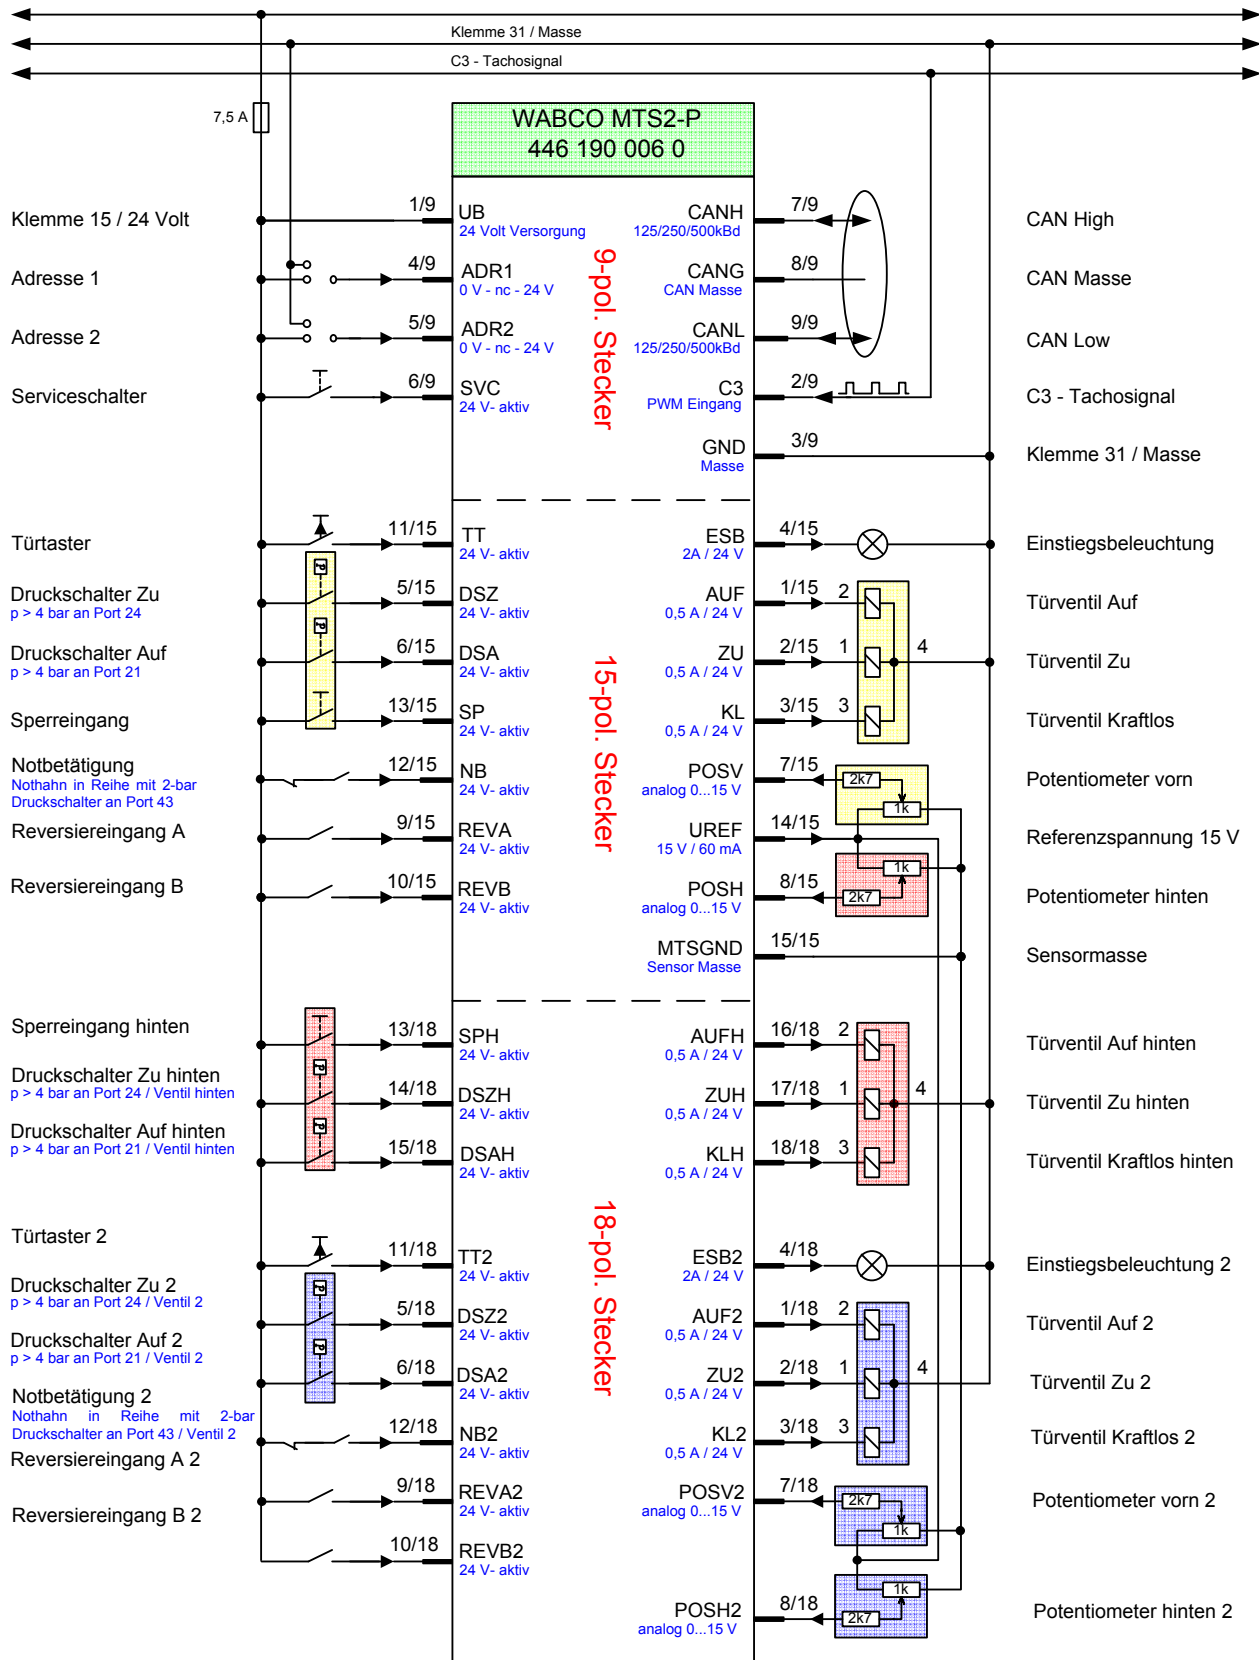 Klemme 31 / Masse
C3 - Tachosignal
7,5 A
WABCO MTS2-P
446 190 006 0
Klemme 15 / 24 Volt
1/9
UB
24 Volt Versorgung
CANH
125/250/500kBd
7/9
CAN High
Adresse 1
4/9
ADR1
0 V - nc - 24 V
CANG
CAN Masse
8/9
CAN Masse
Adresse 2
5/9
ADR2
0 V - nc - 24 V
CANL
125/250/500kBd
9/9
CAN Low
Serviceschalter
6/9
SVC
24 V- aktiv
C3
PWM Eingang
2/9
C3 - Tachosignal
9-pol. Stecker
GND
Masse
3/9
Klemme 31 / Masse
Türtaster
11/15
TT
24 V- aktiv
ESB
2A / 24 V
4/15
Einstiegsbeleuchtung
Druckschalter Zu
p > 4 bar an Port 24
P
5/15
DSZ
24 V- aktiv
AUF
0,5 A / 24 V
1/15
2
Türventil Auf
Druckschalter Auf
p > 4 bar an Port 21
P
6/15
DSA
24 V- aktiv
ZU
0,5 A / 24 V
2/15
1
4
Türventil Zu
Sperreingang
13/15
SP
24 V- aktiv
KL
0,5 A / 24 V
3/15
3
Türventil Kraftlos
15-pol. Stecker
Notbetätigung
Nothahn in Reihe mit 2-bar
Druckschalter an Port 43
12/15
NB
24 V- aktiv
POSV
analog 0...15 V
7/15
2k7
1k
Potentiometer vorn
Reversiereingang A
9/15
REVA
24 V- aktiv
UREF
15 V / 60 mA
14/15
Referenzspannung 15 V
Reversiereingang B
10/15
REVB
24 V- aktiv
POSH
analog 0...15 V
8/15
1k
2k7
Potentiometer hinten
MTSGND
Sensor Masse
15/15
Sensormasse
Sperreingang hinten
13/18
SPH
24 V- aktiv
AUFH
0,5 A / 24 V
16/18
2
Türventil Auf hinten
Druckschalter Zu hinten
p > 4 bar an Port 24 / Ventil hinten
P
14/18
DSZH
24 V- aktiv
ZUH
0,5 A / 24 V
17/18
1
4
Türventil Zu hinten
Druckschalter Auf hinten
p > 4 bar an Port 21 / Ventil hinten
P
15/18
DSAH
24 V- aktiv
KLH
0,5 A / 24 V
18/18
3
Türventil Kraftlos hinten
18-pol. Stecker
Türtaster 2
11/18
TT2
24 V- aktiv
ESB2
2A / 24 V
4/18
Einstiegsbeleuchtung 2
Druckschalter Zu 2
p > 4 bar an Port 24 / Ventil 2
P
5/18
DSZ2
24 V- aktiv
AUF2
0,5 A / 24 V
1/18
2
Türventil Auf 2
Druckschalter Auf 2
p > 4 bar an Port 21 / Ventil 2
P
6/18
DSA2
24 V- aktiv
ZU2
0,5 A / 24 V
2/18
1
4
Türventil Zu 2
Notbetätigung 2
Nothahn in Reihe mit 2-bar
Druckschalter an Port 43 / Ventil 2
12/18
NB2
24 V- aktiv
KL2
0,5 A / 24 V
3/18
3
Türventil Kraftlos 2
Reversiereingang A 2
9/18
REVA2
24 V- aktiv
POSV2
analog 0...15 V
7/18
2k7
1k
Potentiometer vorn 2
Reversiereingang B 2
10/18
REVB2
24 V- aktiv
POSH2
analog 0...15 V
8/18
1k
2k7
Potentiometer hinten 2